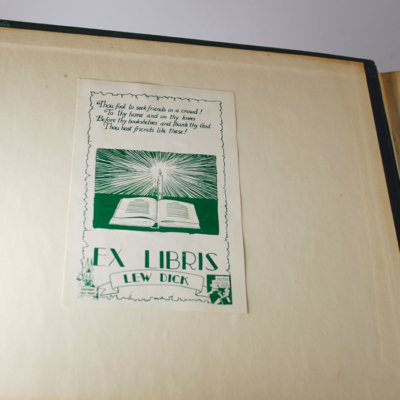 Thou fool to seek friends in a crowd!
To thy home and on thy knees
Before thy bookshelves and thank thy God
Thou hast friends like these!
EX LIBRIS
LEW DICK